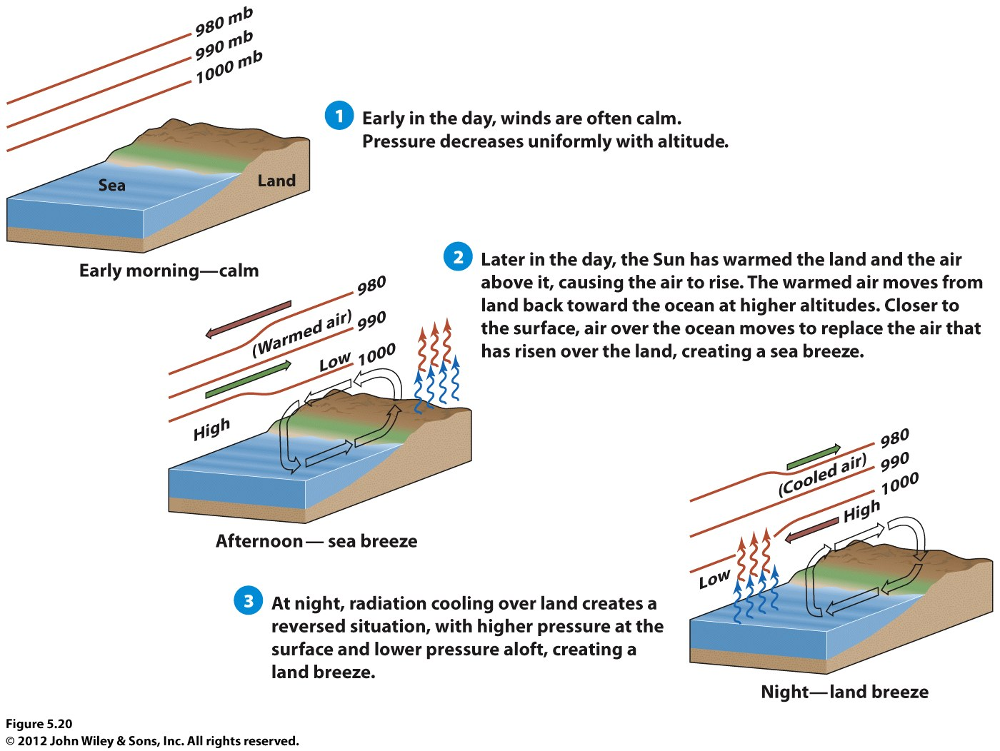 980 mb
990 mb
1000 mb
1 Early in the day, winds are often calm.
Pressure decreases uniformly with altitude.
Sea
Land
Early morning—calm
2 Later in the day, the Sun has warmed the land and the air
above it, causing the air to rise. The warmed air moves from
land back toward the ocean at higher altitudes. Closer to
the surface, air over the ocean moves to replace the air that
has risen over the land, creating a sea breeze.
980
(Warmed air)
990
Low
1000
High
Afternoon— sea breeze
980
(Cooled air)
990
1000
High
Low
3 At night, radiation cooling over land creates a
reversed situation, with higher pressure at the
surface and lower pressure aloft, creating a
land breeze.
Night—land breeze
Figure 5.20
© 2012 John Wiley & Sons, Inc. All rights reserved.